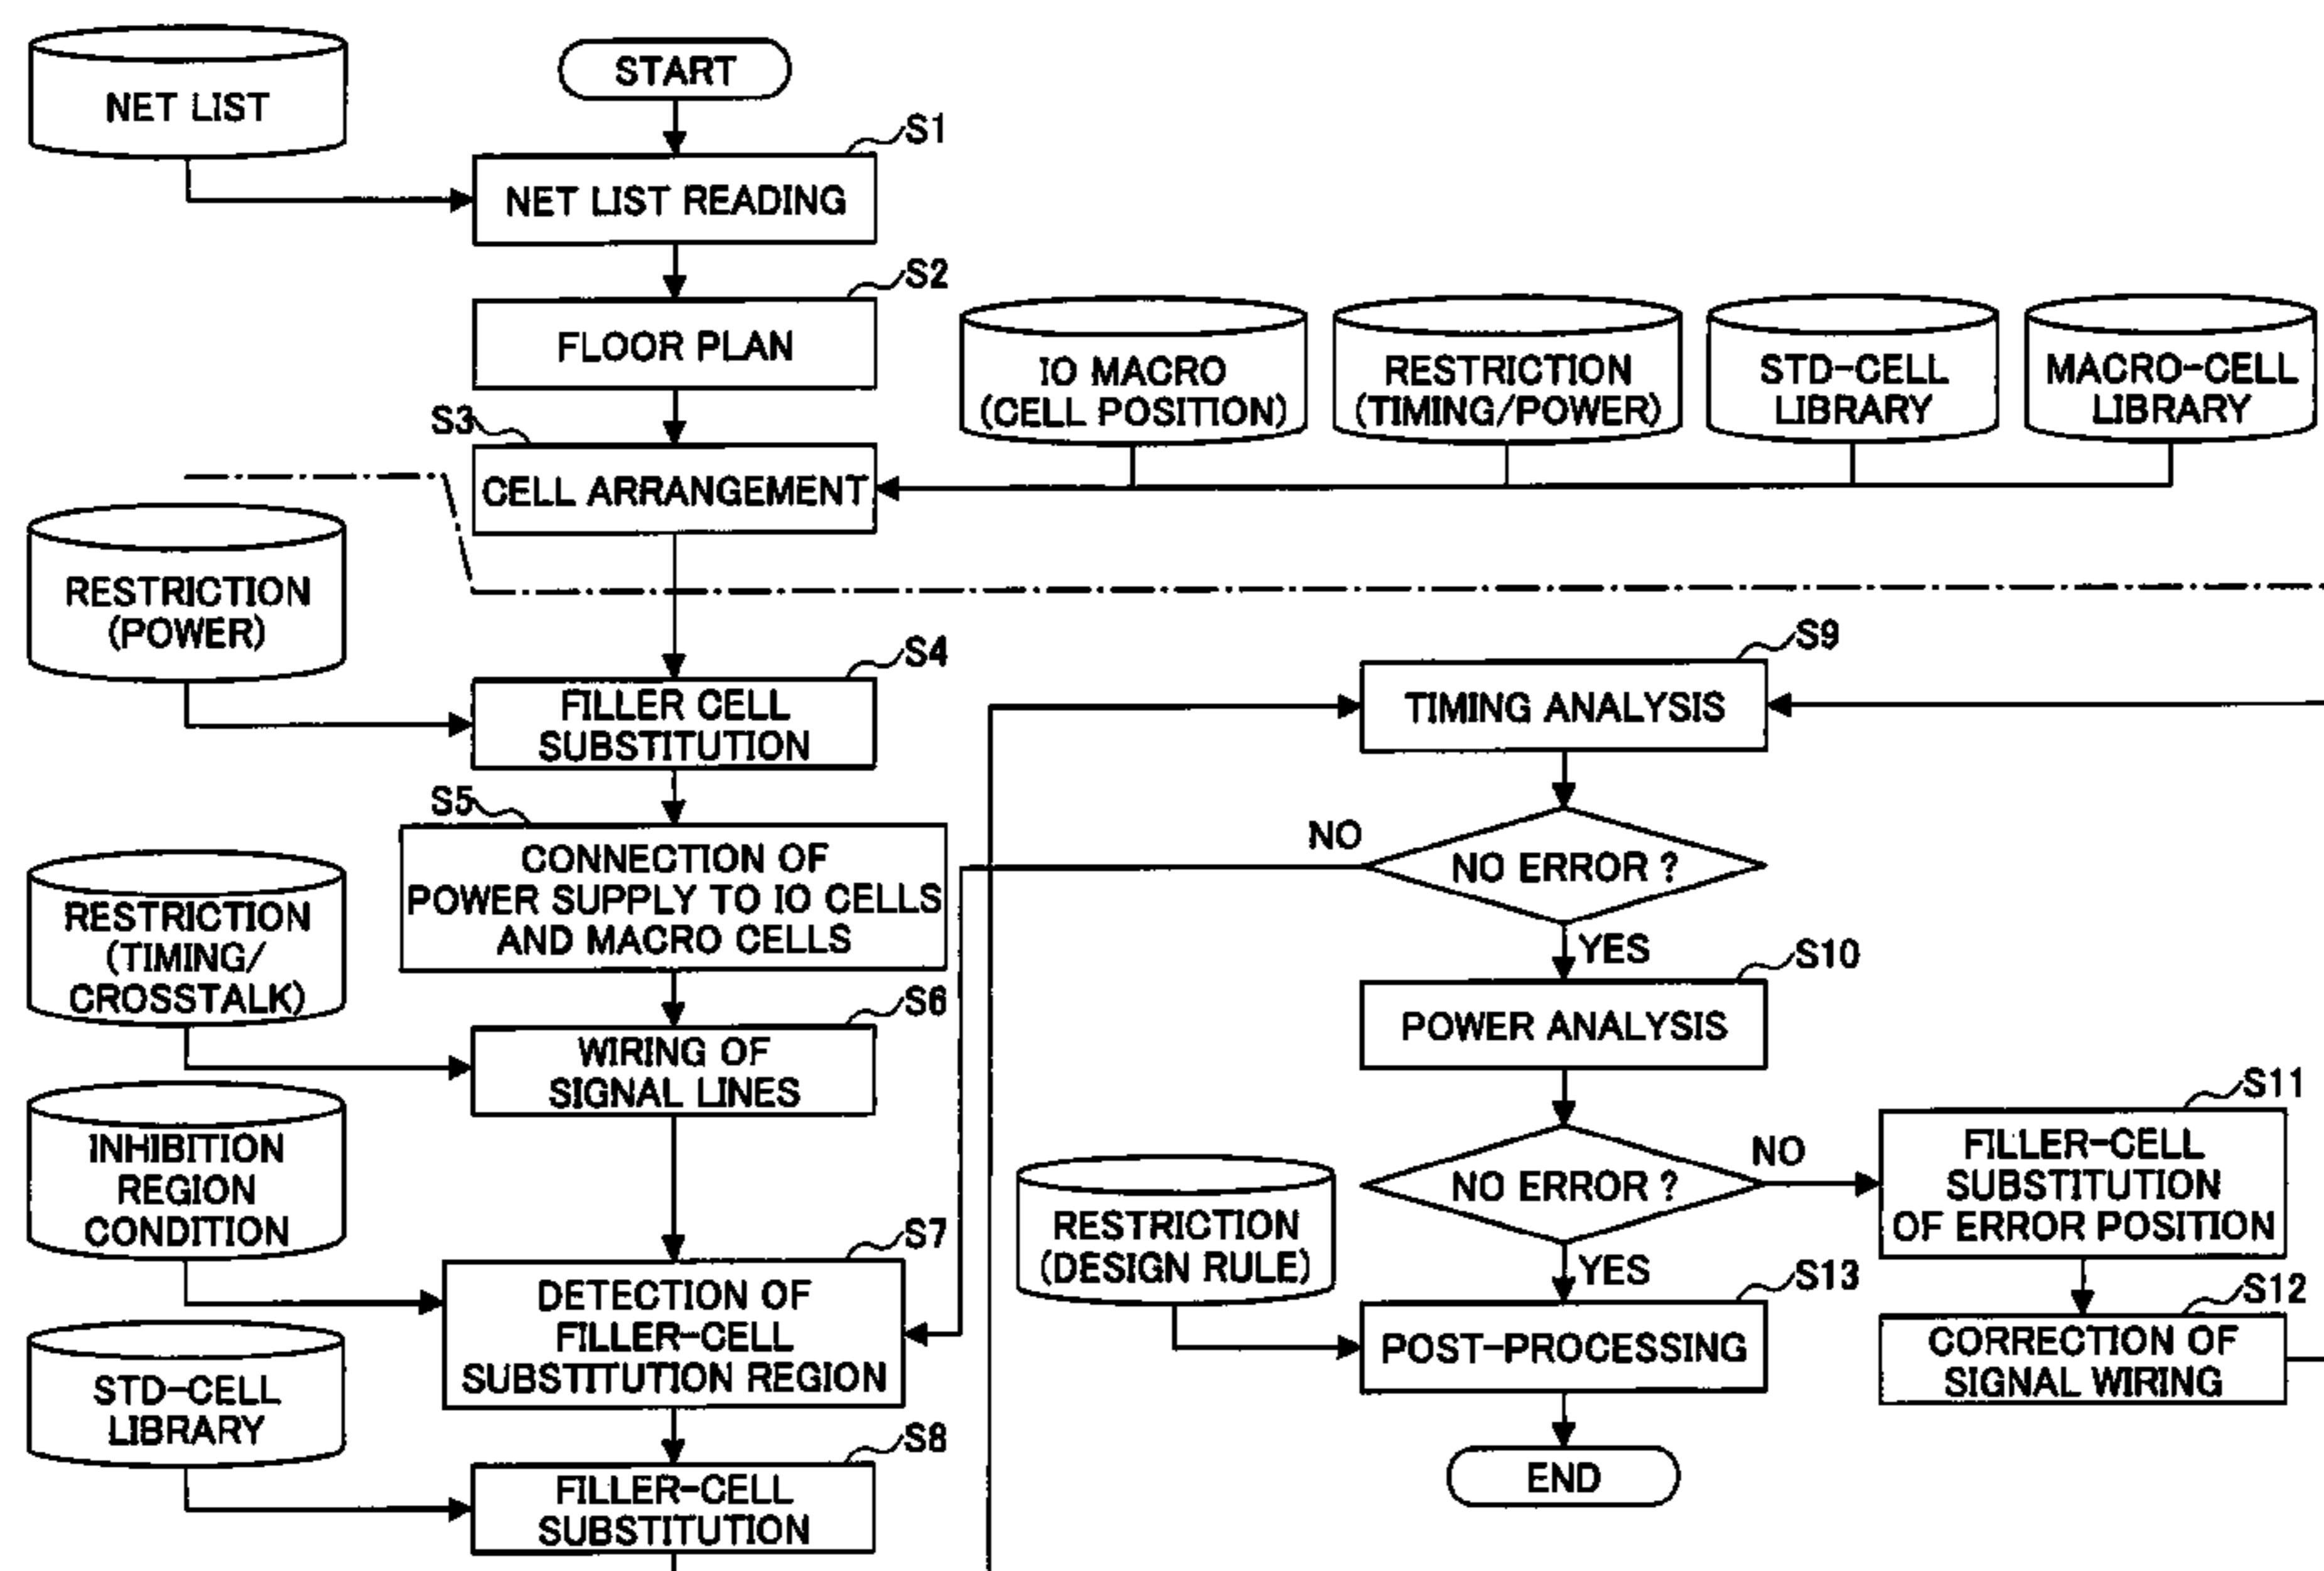 NET LIST
START
S1
NET LIST READING
S2
FLOOR PLAN
IO MACRO
(CELL POSITION)
RESTRICTION
(TIMING/POWER)
STD-CELL
LIBRARY
MACRO-CELL
LIBRARY
S3
CELL ARRANGEMENT
RESTRICTION
(POWER)
S4
FILLER CELL
SUBSTITUTION
S5
CONNECTION OF
POWER SUPPLY TO IO CELLS
AND MACRO CELLS
RESTRICTION
(TIMING/
CROSSTALK)
S6
WIRING OF
SIGNAL LINES
INHIBITION
REGION
CONDITION
S7
DETECTION OF
FILLER-CELL
SUBSTITUTION REGION
STD-CELL
LIBRARY
S8
FILLER-CELL
SUBSTITUTION
S9
TIMING ANALYSIS
NO
NO ERROR ?
YES
S10
POWER ANALYSIS
NO ERROR ?
NO
S11
FILLER-CELL
SUBSTITUTION
OF ERROR POSITION
S12
CORRECTION OF
SIGNAL WIRING
RESTRICTION
(DESIGN RULE)
YES
S13
POST-PROCESSING
END